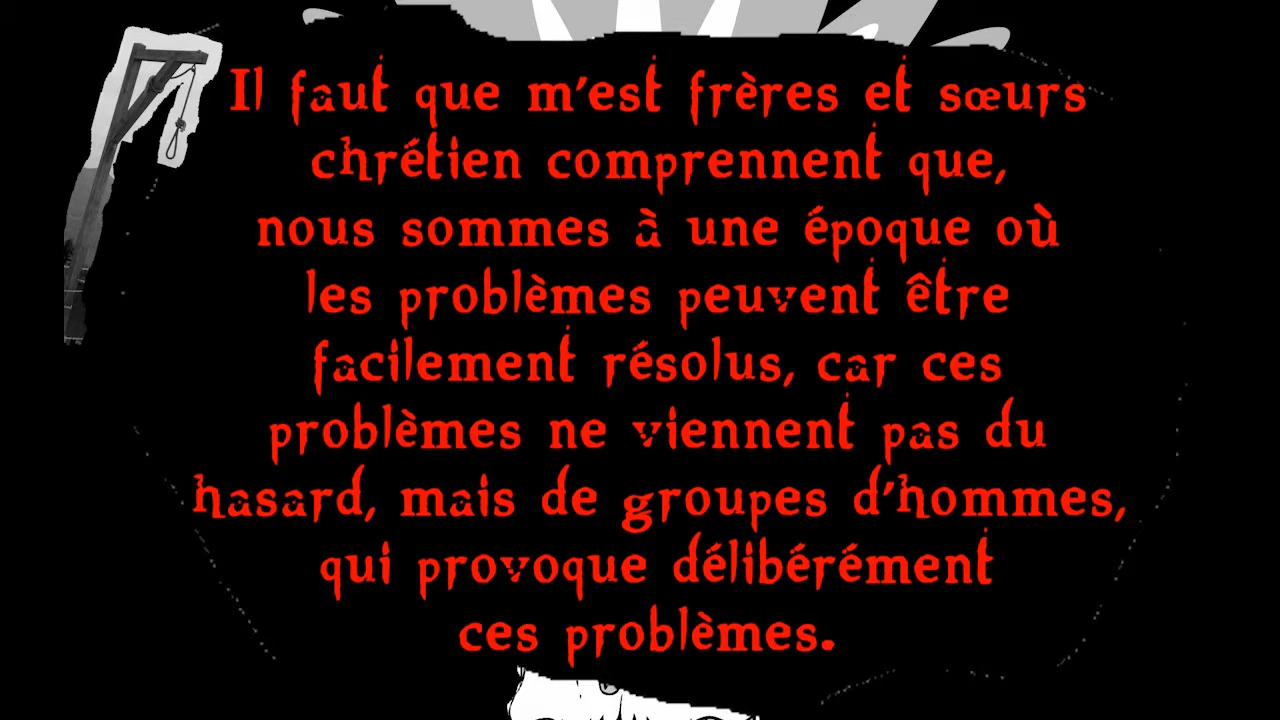 Il faut que m'est frères et sœurs
chrétien comprennent que,
nous sommes à une époque où
les problèmes peuvent être
facilement résolus, car ces
problèmes ne viennent pas du
hasard, mais de groupes d'hommes,
qui provoque délibérément
ces problèmes.